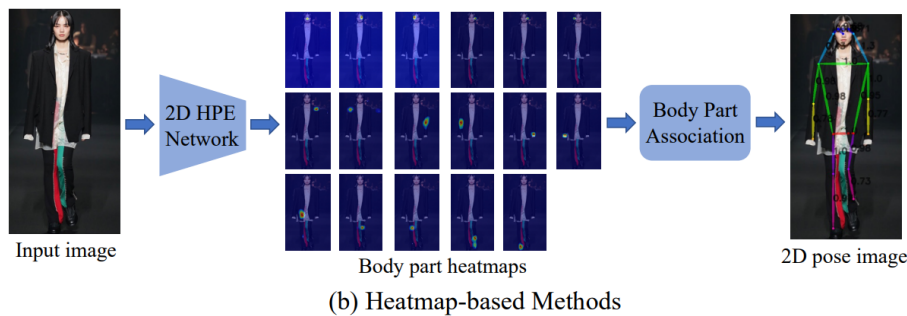 2D HPE
Network
Body Part
Association
Input image
Body part heatmaps
2D pose image
(b) Heatmap-based Methods